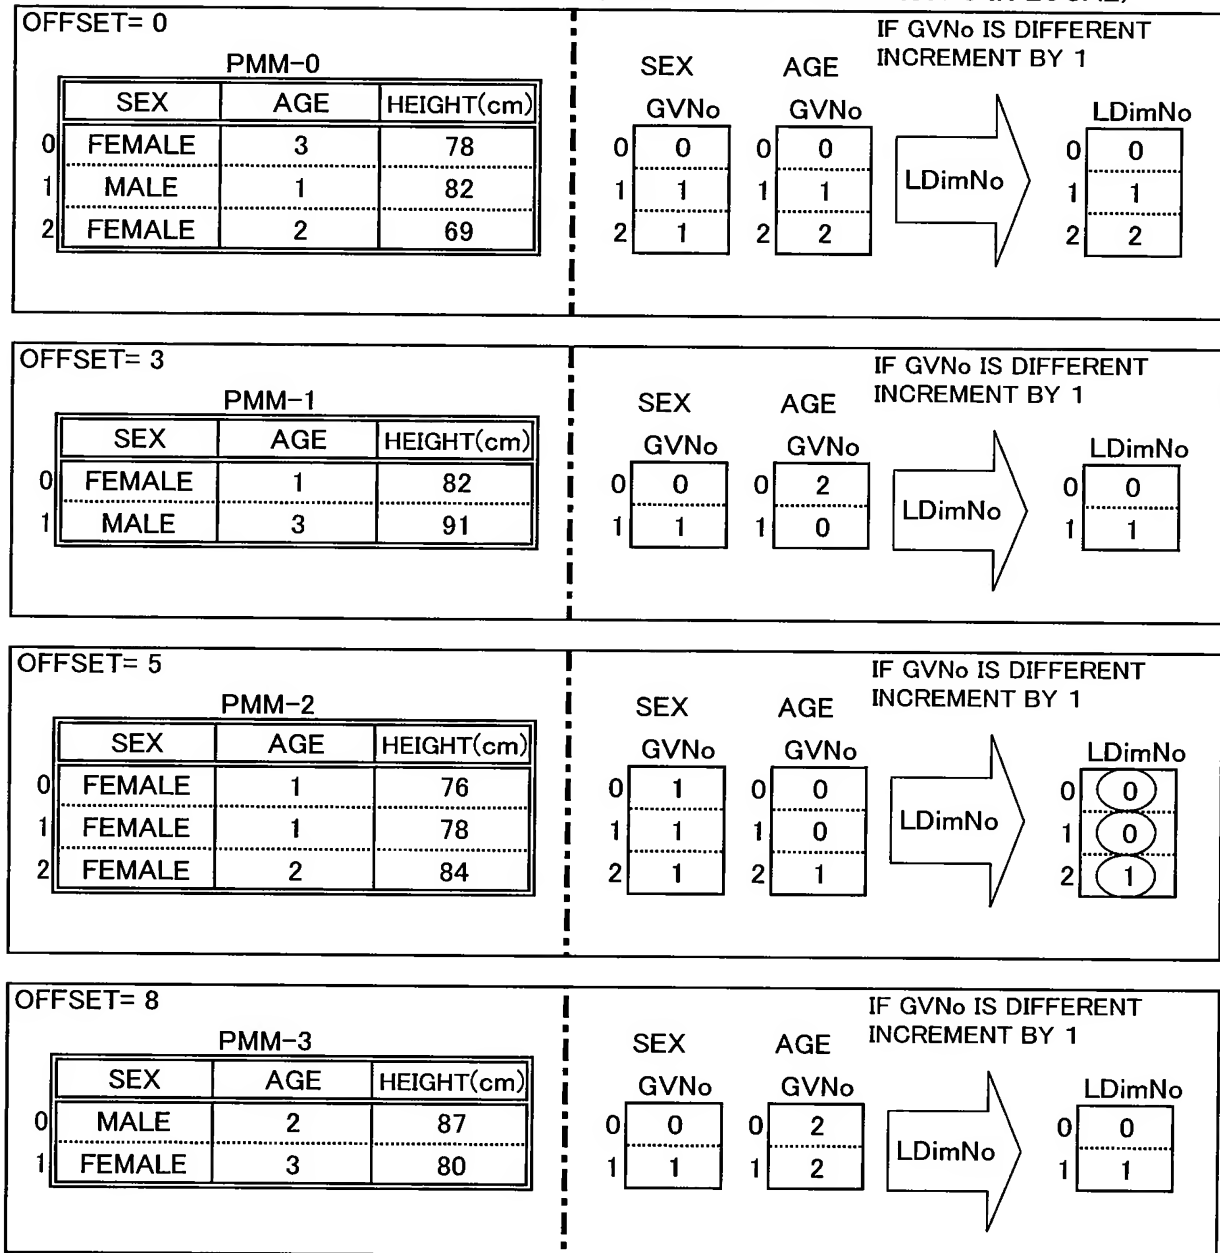 OFFSET= 0
IF GVNo IS DIFFERENT
INCREMENT BY 1
PMM-0
SEX AGE
SEX AGE HEIGHT(cm)
GVNo GVNo LDimNo
0 FEMALE 3 78 0 0 0 0 0 0
LDimNo
1 MALE 1 82 1 1 1 1 1 1
2 FEMALE 2 69 2 1 2 2 2 2
OFFSET= 3
IF GVNo IS DIFFERENT
INCREMENT BY 1
PMM-1
SEX AGE
SEX AGE HEIGHT(cm)
GVNo GVNo LDimNo
0 FEMALE 1 82 0 0 0 2 0 0
LDimNo
1 MALE 3 91 1 1 1 0 1 1
OFFSET= 5
IF GVNo IS DIFFERENT
INCREMENT BY 1
PMM-2
SEX AGE
SEX AGE HEIGHT(cm)
GVNo GVNo LDimNo
0 FEMALE 1 76 0 1 0 0 0 0
LDimNo
1 FEMALE 1 78 1 1 1 0 1 0
2 FEMALE 2 84 2 1 2 1 2 1
OFFSET= 8
IF GVNo IS DIFFERENT
INCREMENT BY 1
PMM-3
SEX AGE
SEX AGE HEIGHT(cm)
GVNo GVNo LDimNo
0 MALE 2 87 0 0 0 2 0 0
LDimNo
1 FEMALE 3 80 1 1 1 2 1 1